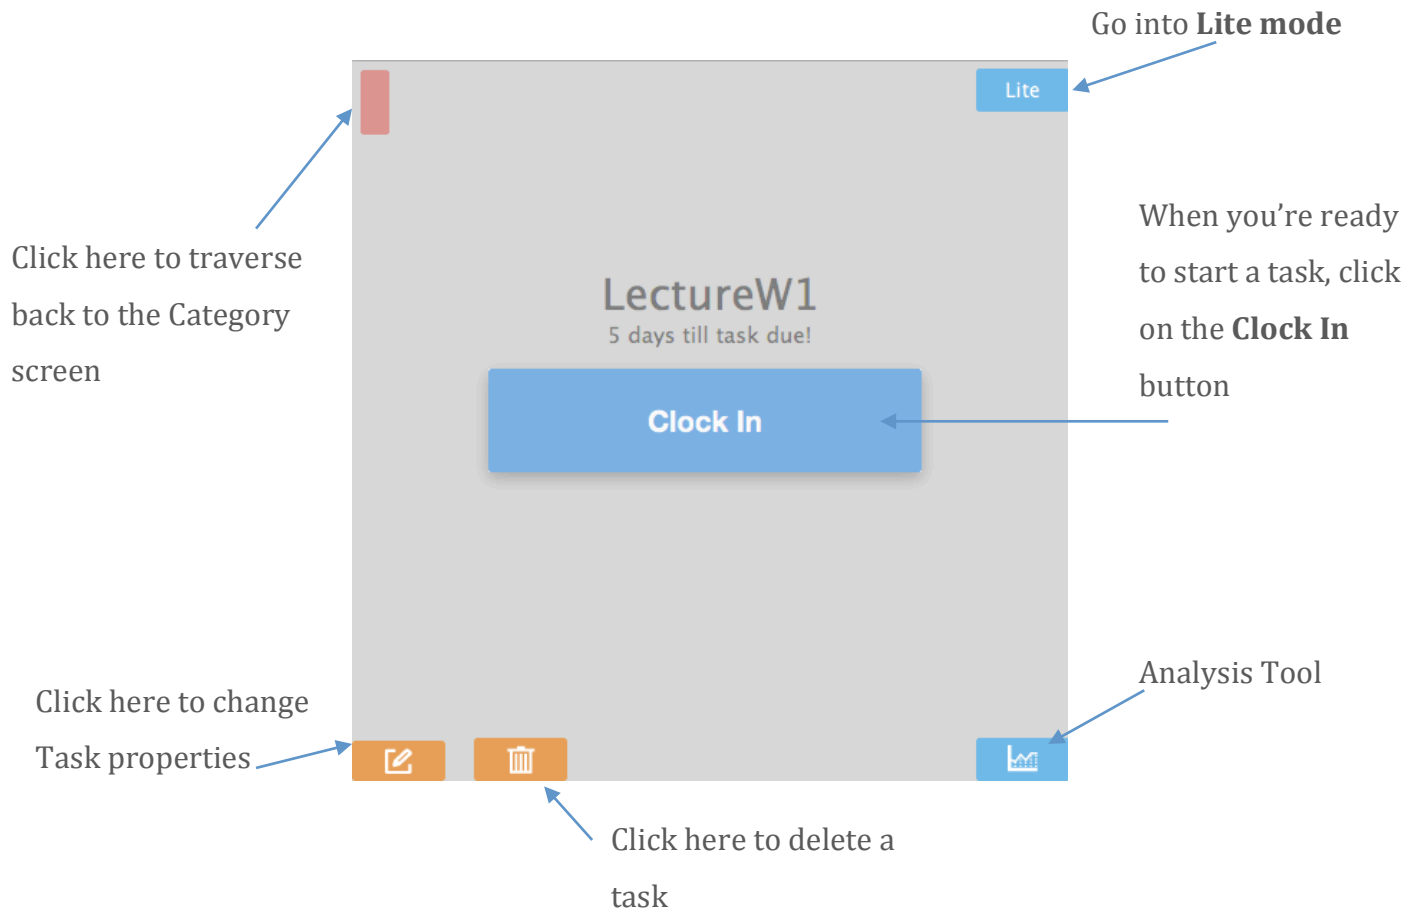 Go into Lite mode
Lite
Click here to traverse
back to the Category
screen
When you’re ready
to start a task, click
on the Clock In
button
LectureW1
5 days till task due!
Clock In
Analysis Tool
Click here to change
Task properties
Click here to delete a
task